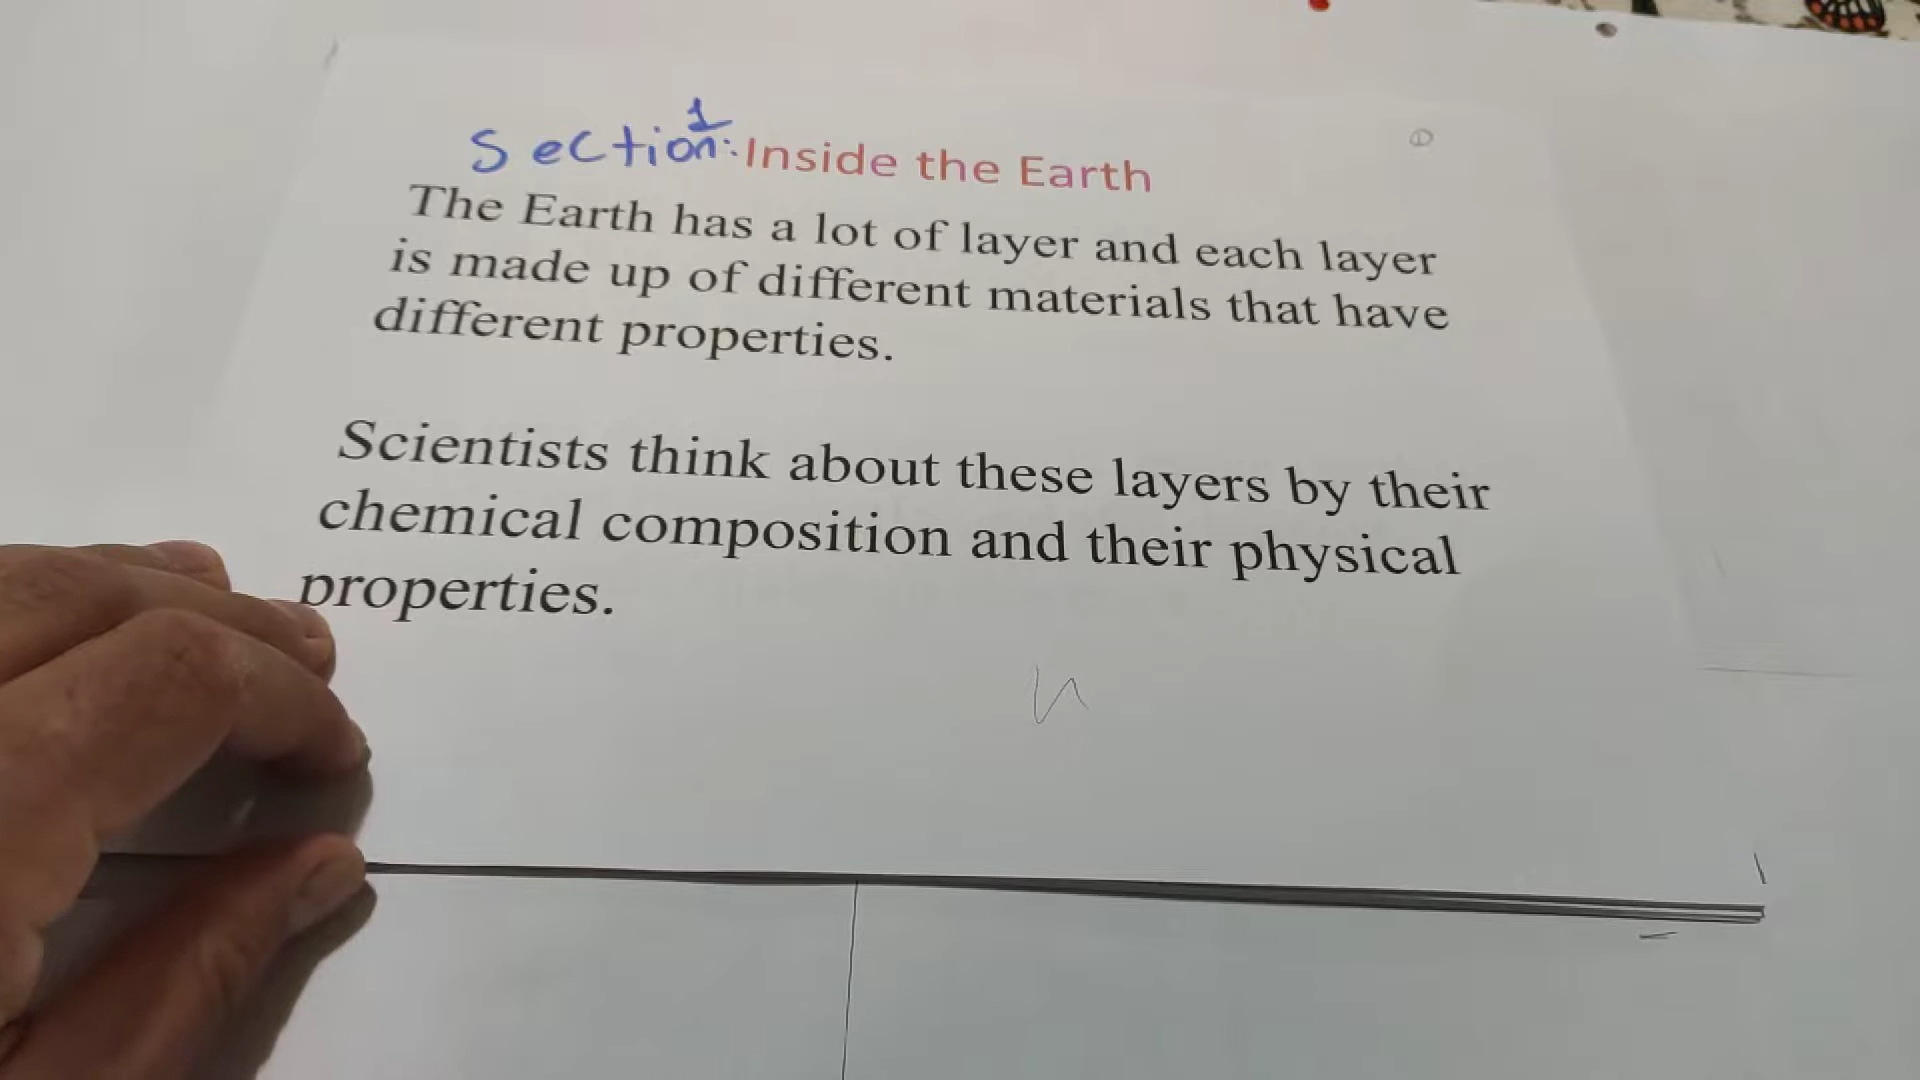 Section 1: Inside the Earth
①
The Earth has a lot of layer and each layer
is made up of different materials that have
different properties.
Scientists think about these layers by their
chemical composition and their physical
properties.